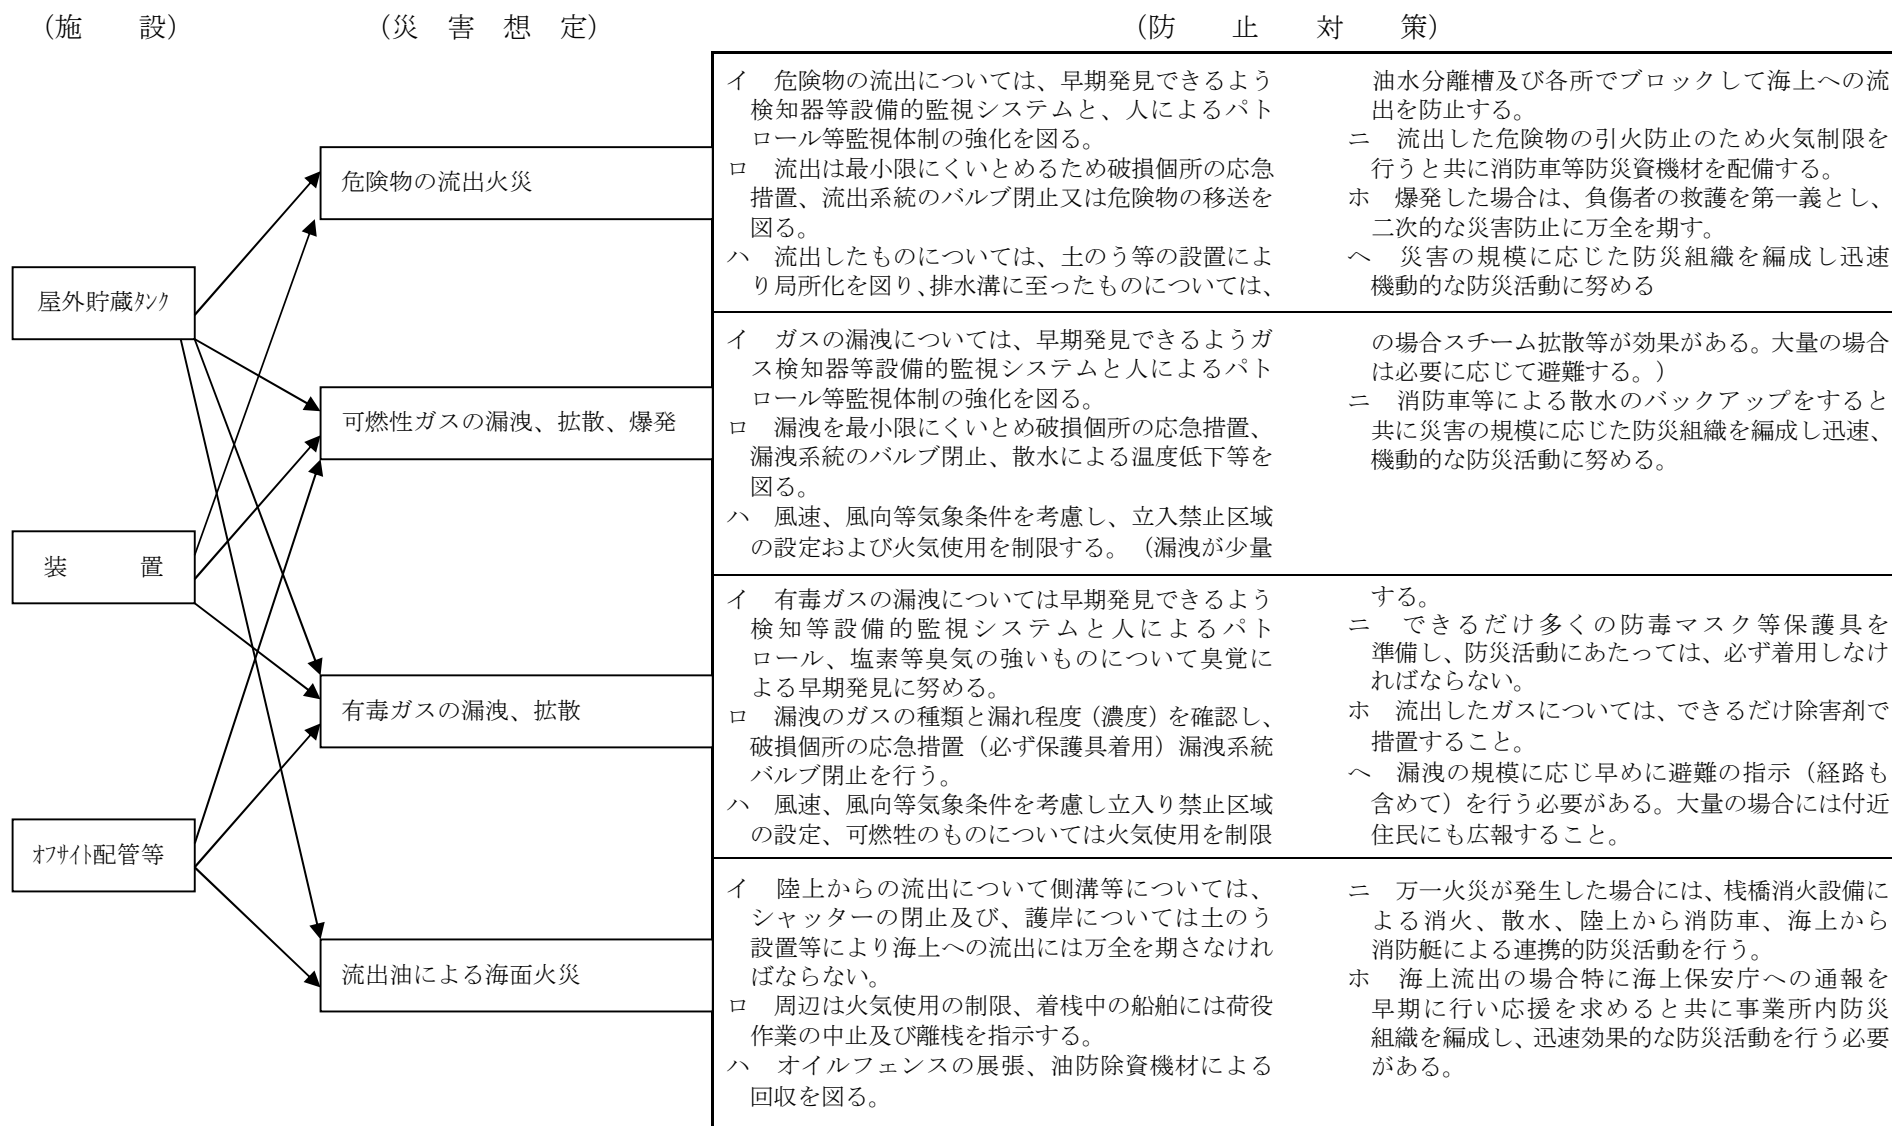 （施　　設）
（災　害　想　定）
（防　　止　　対　　策）
屋外貯蔵ﾀﾝｸ
装　　　置
ｵﾌｻｲﾄ配管等
危険物の流出火災
可燃性ガスの漏洩、拡散、爆発
有毒ガスの漏洩、拡散
流出油による海面火災
イ　危険物の流出については、早期発見できるよう
検知器等設備的監視システムと、人によるパト
ロール等監視体制の強化を図る。
ロ　流出は最小限にくいとめるため破損個所の応急
措置、流出系統のバルブ閉止又は危険物の移送を
図る。
ハ　流出したものについては、土のう等の設置によ
り局所化を図り、排水溝に至ったものについては、
油水分離槽及び各所でブロックして海上への流
出を防止する。
ニ　流出した危険物の引火防止のため火気制限を
行うと共に消防車等防災資機材を配備する。
ホ　爆発した場合は、負傷者の救護を第一義とし、
二次的な災害防止に万全を期す。
ヘ　災害の規模に応じた防災組織を編成し迅速
機動的な防災活動に努める
イ　ガスの漏洩については、早期発見できるようガ
ス検知器等設備的監視システムと人によるパト
ロール等監視体制の強化を図る。
ロ　漏洩を最小限にくいとめ破損個所の応急措置、
漏洩系統のバルブ閉止、散水による温度低下等を
図る。
ハ　風速、風向等気象条件を考慮し、立入禁止区域
の設定および火気使用を制限する。（漏洩が少量
の場合スチーム拡散等が効果がある。大量の場合
は必要に応じて避難する。）
ニ　消防車等による散水のバックアップをすると
共に災害の規模に応じた防災組織を編成し迅速、
機動的な防災活動に努める。
イ　有毒ガスの漏洩については早期発見できるよう
検知等設備的監視システムと人によるパト
ロール、塩素等臭気の強いものについて臭覚に
よる早期発見に努める。
ロ　漏洩のガスの種類と漏れ程度（濃度）を確認し、
破損個所の応急措置（必ず保護具着用）漏洩系統
バルブ閉止を行う。
ハ　風速、風向等気象条件を考慮し立入り禁止区域
の設定、可燃性のものについては火気使用を制限
する。
ニ　できるだけ多くの防毒マスク等保護具を
準備し、防災活動にあたっては、必ず着用しなけ
ればならない。
ホ　流出したガスについては、できるだけ除害剤で
措置すること。
ヘ　漏洩の規模に応じ早めに避難の指示（経路も
含めて）を行う必要がある。大量の場合には付近
住民にも広報すること。
イ　陸上からの流出について側溝等については、
シャッターの閉止及び、護岸については土のう
設置等により海上への流出には万全を期さなけれ
ばならない。
ロ　周辺は火気使用の制限、着桟中の船舶には荷役
作業の中止及び離桟を指示する。
ハ　オイルフェンスの展張、油防除資機材による
回収を図る。
ニ　万一火災が発生した場合には、桟橋消火設備に
よる消火、散水、陸上から消防車、海上から
消防艇による連携的防災活動を行う。
ホ　海上流出の場合特に海上保安庁への通報を
早期に行い応援を求めると共に事業所内防災
組織を編成し、迅速効果的な防災活動を行う必要
がある。